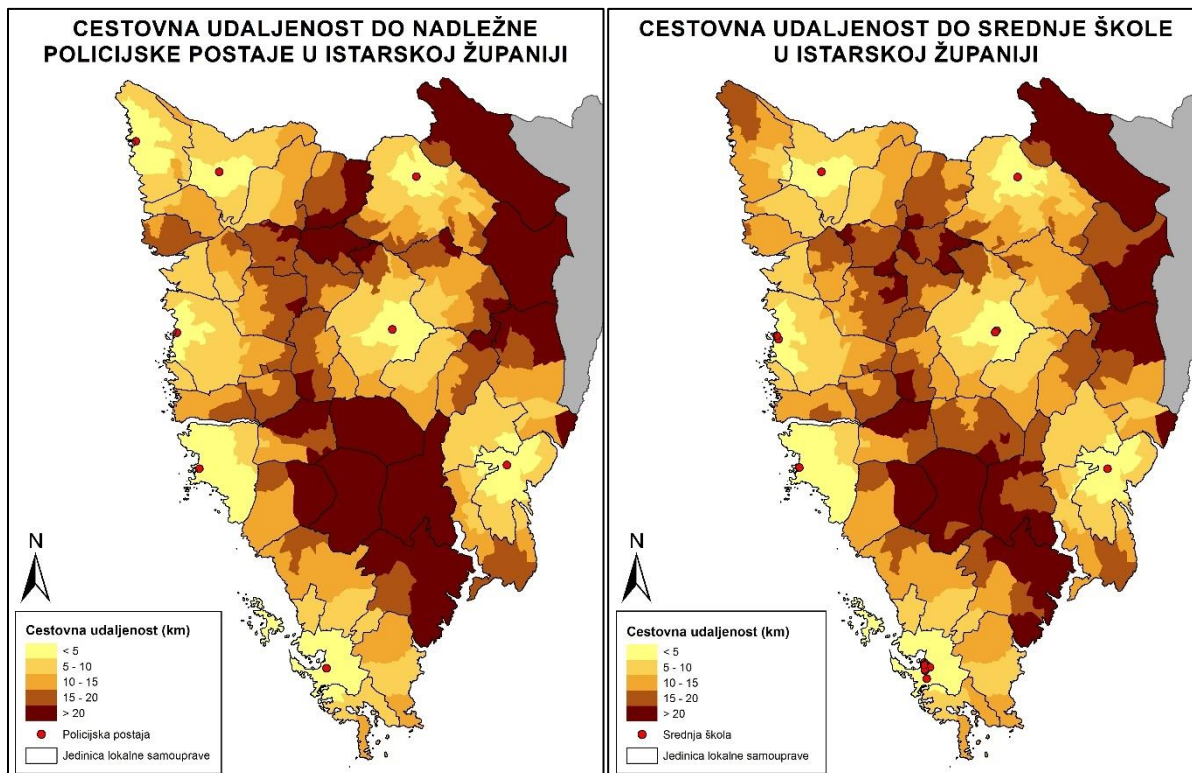 CESTOVNA UDALJENOST DO NADLEŽNE
POLICIJSKE POSTAJE U ISTARSKOJ ŽUPANIJI
N
Cestovna udaljenost (km)
< 5
5 - 10
10 - 15
15 - 20
> 20
Policijska postaja
Jedinica lokalne samouprave
CESTOVNA UDALJENOST DO SREDNJE ŠKOLE
U ISTARSKOJ ŽUPANIJI
N
Cestovna udaljenost (km)
< 5
5 - 10
10 - 15
15 - 20
> 20
Srednja škola
Jedinica lokalne samouprave